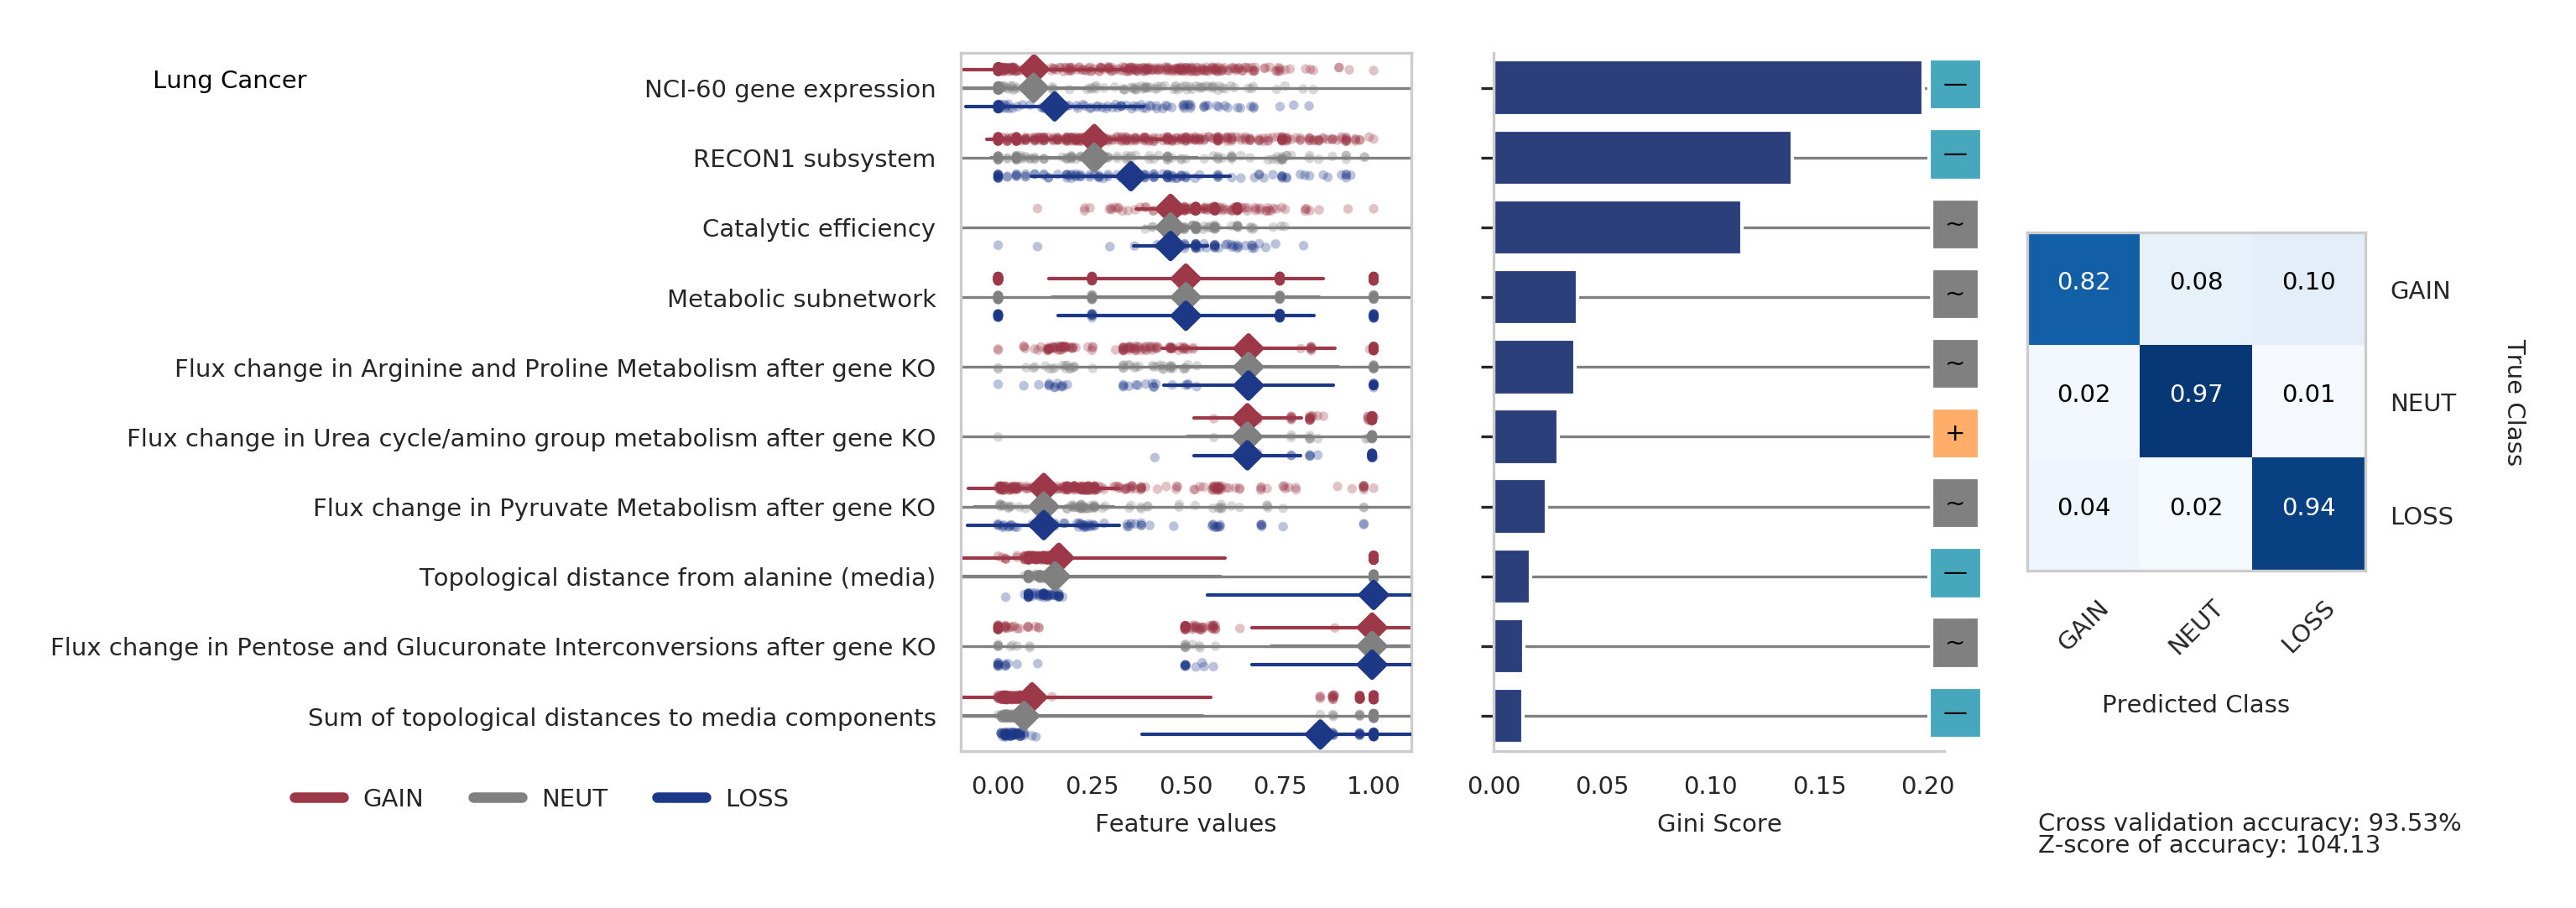 Lung Cancer
NCI-60 gene expression
RECON1 subsystem
Catalytic efficiency
Metabolic subnetwork
Flux change in Arginine and Proline Metabolism after gene KO
Flux change in Urea cycle/amino group metabolism after gene KO
Flux change in Pyruvate Metabolism after gene KO
Topological distance from alanine (media)
Flux change in Pentose and Glucuronate Interconversions after gene KO
Sum of topological distances to media components
GAIN NEUT LOSS
0.00 0.25 0.50 0.75 1.00
Feature values
—
—
~
~
~
+
~
—
~
—
0.00 0.05 0.10 0.15 0.20
Gini Score
0.82 0.08 0.10 GAIN
0.02 0.97 0.01 NEUT
0.04 0.02 0.94 LOSS
True Class
GAIN NEUT LOSS
Predicted Class
Cross validation accuracy: 93.53%
Z-score of accuracy: 104.13